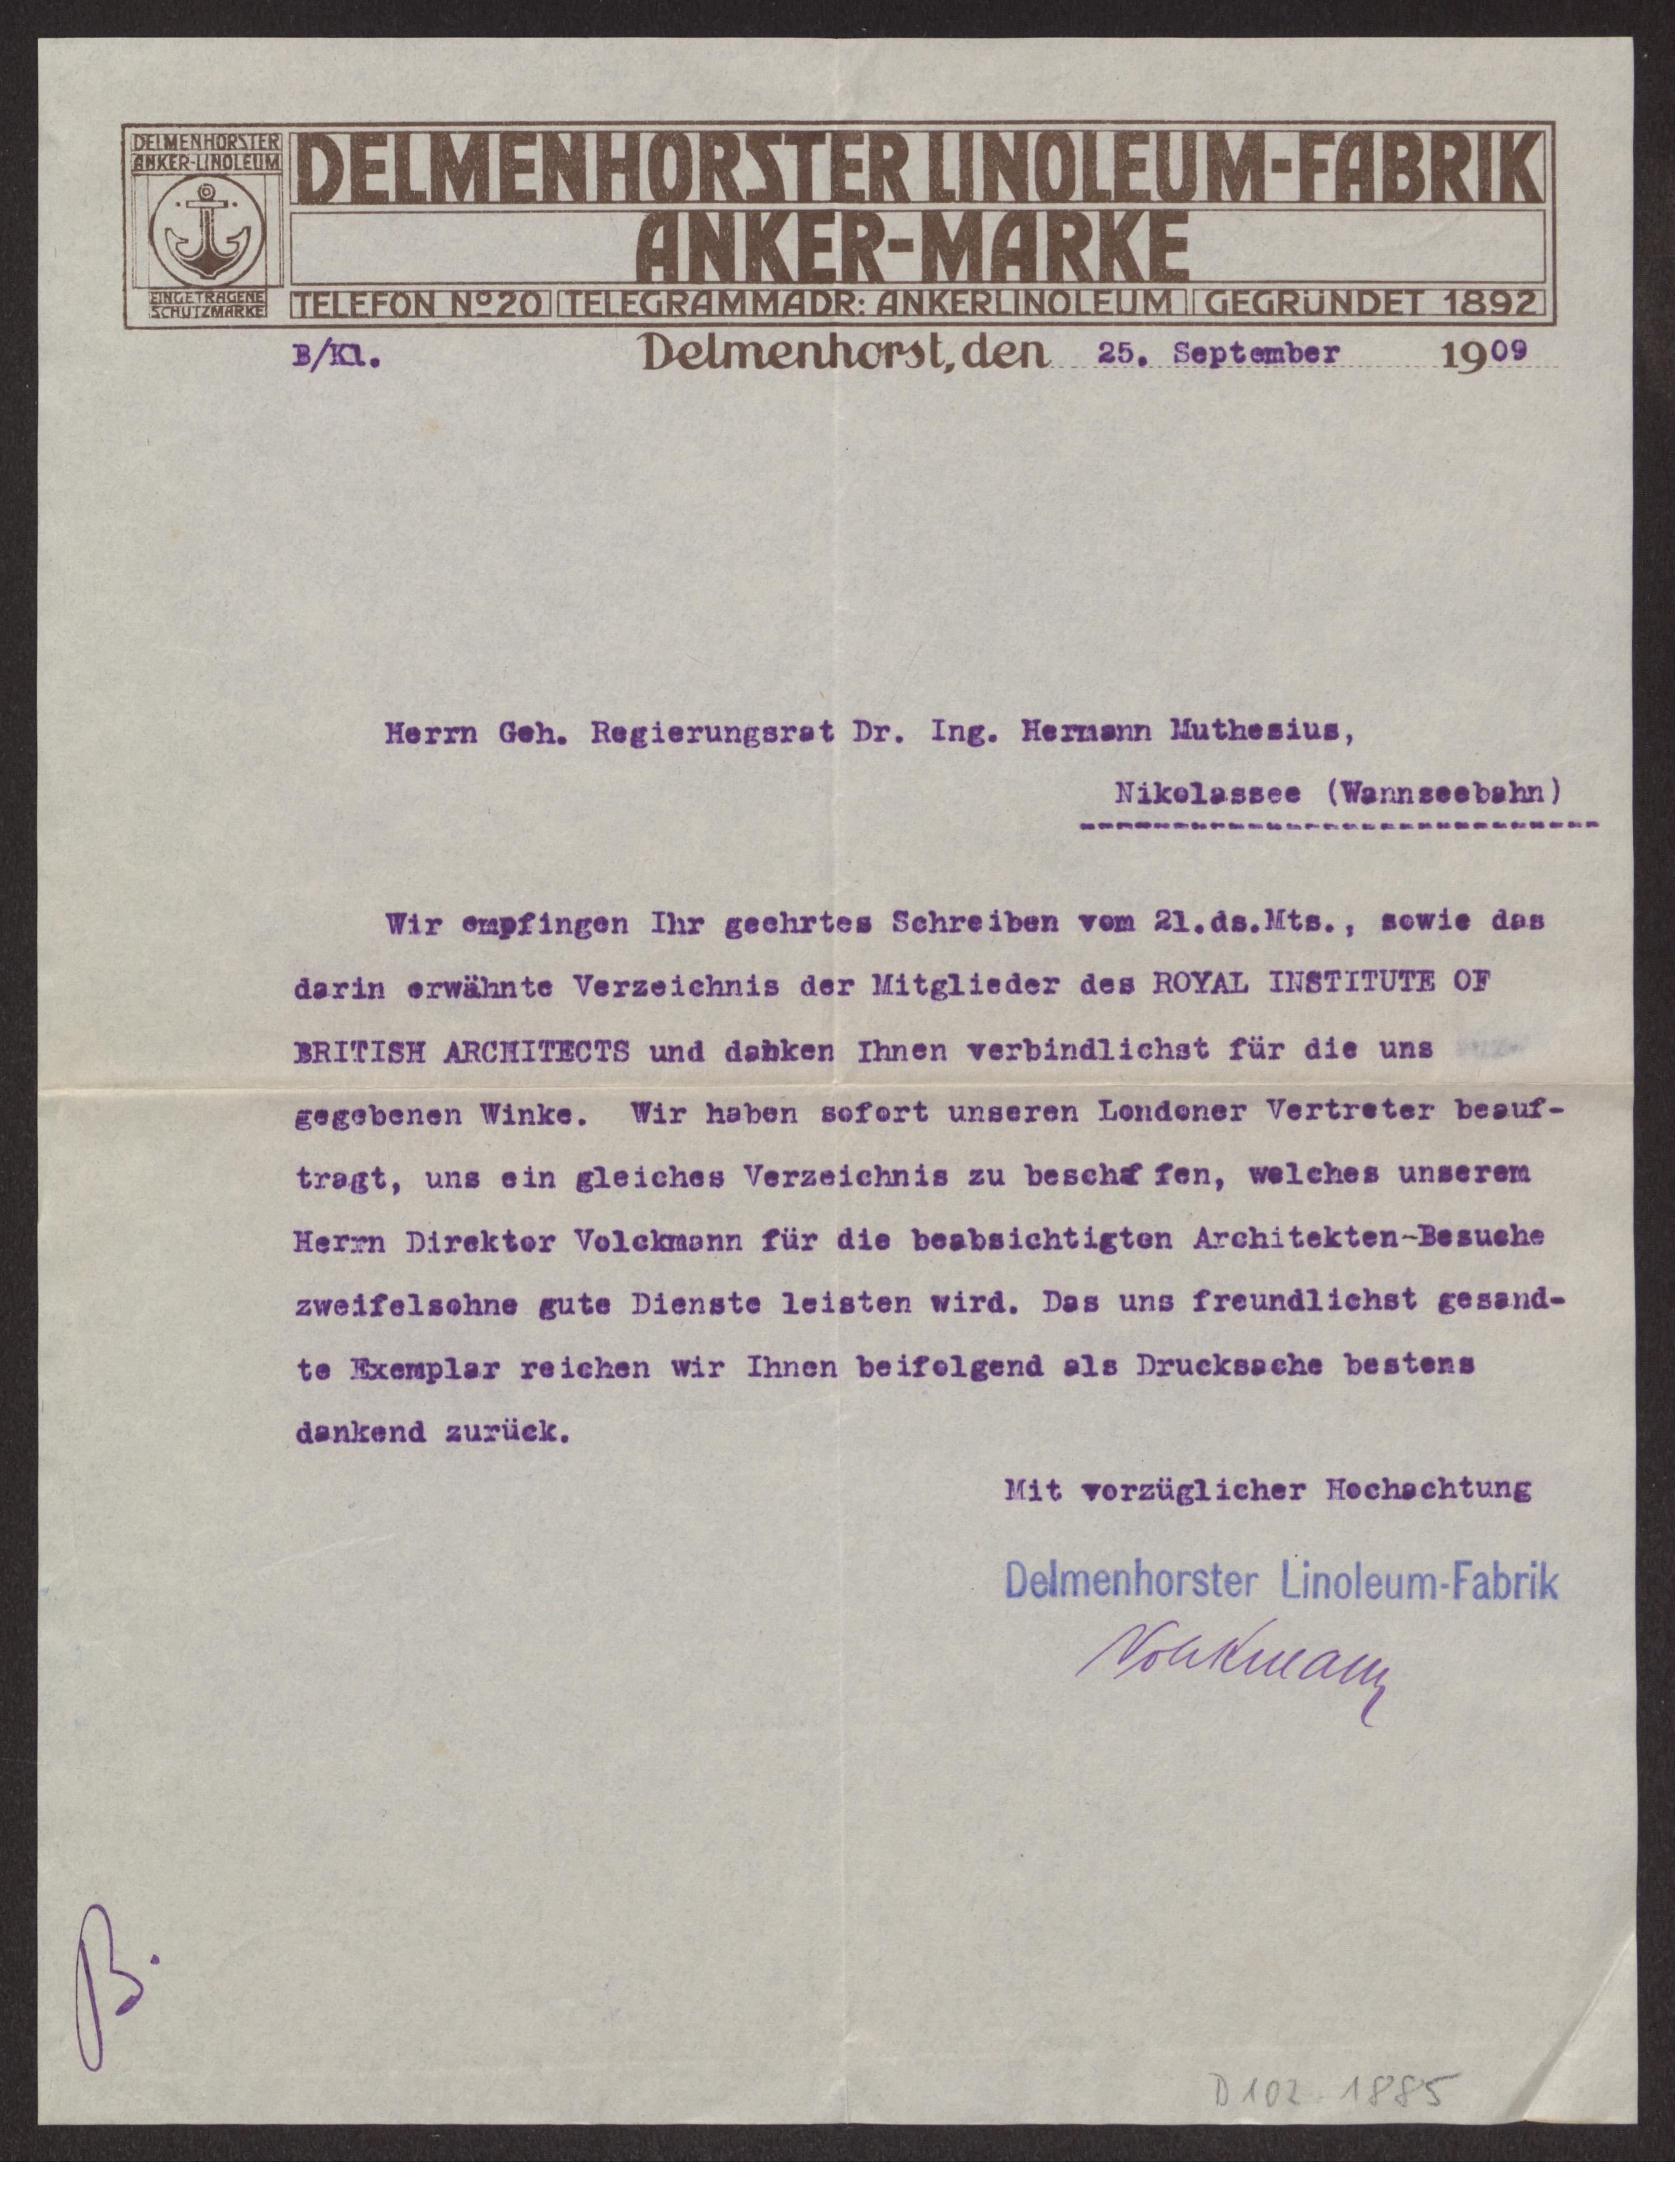 DELMENHORSTER
ANKER-LINOLEUM
EINGETRAGENE
SCHUTZMARKE
DELMENHORSTER LINOLEUM-FABRIK
ANKER-MARKE
TELEFON No 20 TELEGRAMMADR: ANKERLINOLEUM GEGRÜNDET 1892
B/Kl. Delmenhorst, den 25. September 1909
Herrn Geh. Regierungsrat Dr. Ing. Hermann Muthesius,
Nikolassee (Wannseebahn)
Wir empfingen Ihr geehrtes Schreiben vom 21.ds.Mts., sowie das
darin erwähnte Verzeichnis der Mitglieder des ROYAL INSTITUTE OF
BRITISH ARCHITECTS und danken Ihnen verbindlichst für die uns
gegebenen Winke. Wir haben sofort unseren Londoner Vertreter beauf-
tragt, uns ein gleiches Verzeichnis zu beschaffen, welches unserem
Herrn Direktor Volckmann für die beabsichtigten Architekten-Besuche
zweifelsohne gute Dienste leisten wird. Das uns freundlichst gesand-
te Exemplar reichen wir Ihnen beifolgend als Drucksache bestens
dankend zurück.
Mit vorzüglicher Hochachtung
Delmenhorster Linoleum-Fabrik
Volckmann
B.
D 102 1885